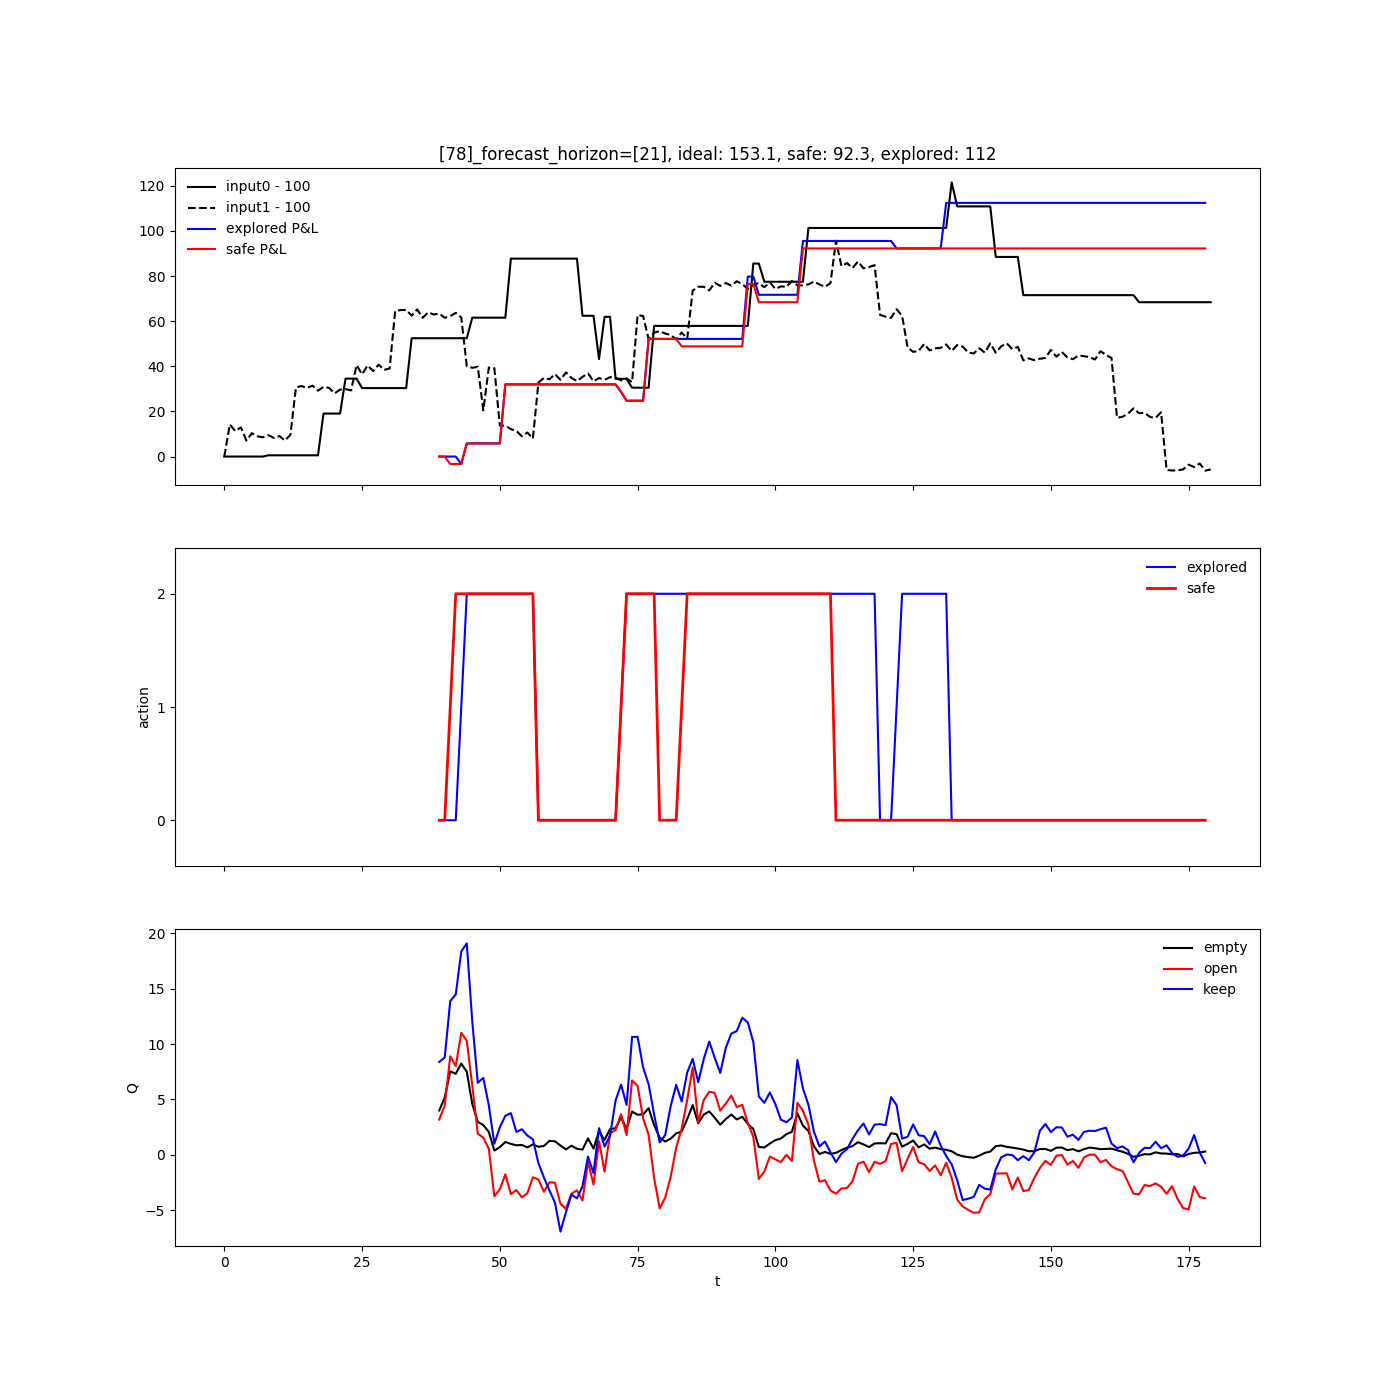 [78]_forecast_horizon=[21], ideal: 153.1, safe: 92.3, explored: 112
input0 - 100
input1 - 100
explored P&L
safe P&L
120
100
80
60
40
20
0
explored
safe
2
1
0
action
empty
open
keep
20
15
10
5
0
−5
Q
0 25 50 75 100 125 150 175
t